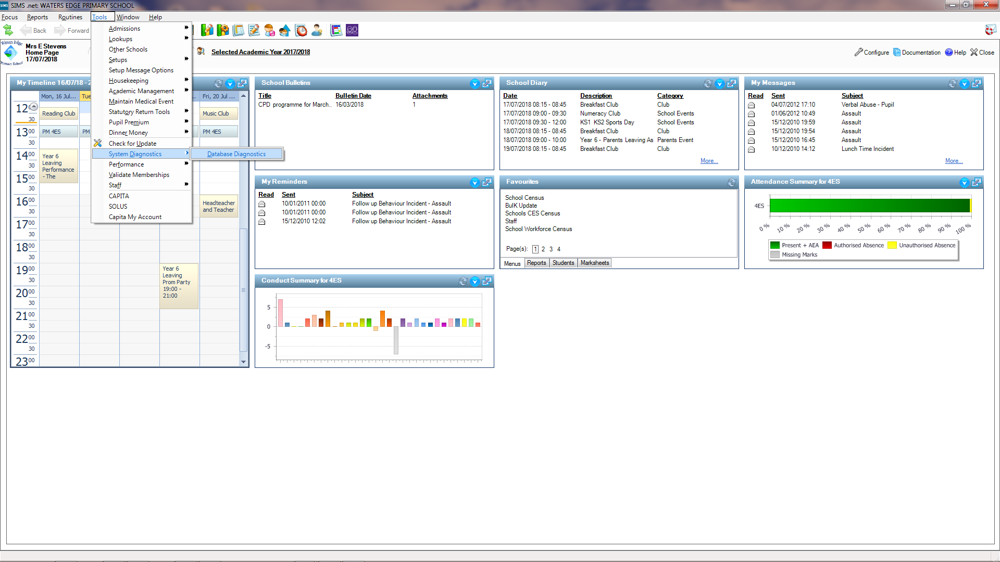 SIMS .net: WATERS EDGE PRIMARY SCHOOL
Focus Reports Routines Tools Window Help
Back Forward
Waters Edge
Primary School
Mrs E Stevens
Home Page
17/07/2018
Selected Academic Year 2017/2018
Configure Documentation Help Close
Admissions
Lookups
Other Schools
Setups
Setup Message Options
Housekeeping
Academic Management
Maintain Medical Event
Statutory Return Tools
Pupil Premium
Dinner Money
Check for Update
System Diagnostics
Database Diagnostics
Performance
Validate Memberships
Staff
CAPITA
SOLUS
Capita My Account
My Timeline 16/07/18 - 2
Mon, 16 Jul... Tue Fri, 20 Jul ...
12
30
13 00
30
14 00
30
15 00
30
16 00
30
17 00
30
18 00
30
19 00
30
20 00
30
21 00
30
22 00
30
23 00
Reading Club
Music Club
PM 4ES
PM
PM 4ES
Year 6
Leaving
Performance
- The
Headteacher
and Teacher
Year 6
Leaving
Prom Party
19:00 -
21:00
School Bulletins
Title Bulletin Date Attachments
CPD programme for March.. 16/03/2018 1
School Diary
Date Description Category
17/07/2018 08:15 - 08:45 Breakfast Club Club
17/07/2018 09:00 - 09:30 Numeracy Club School Events
17/07/2018 09:30 - 12:00 KS1 KS2 Sports Day School Events
18/07/2018 08:15 - 08:45 Breakfast Club Club
18/07/2018 09:00 - 10:00 Year 6 - Parents Leaving As Parents Event
19/07/2018 08:15 - 08:45 Breakfast Club Club
More...
My Messages
Read Sent Subject
04/07/2012 17:10 Verbal Abuse - Pupil
01/06/2012 10:49 Assault
15/12/2010 19:59 Assault
15/12/2010 19:54 Assault
15/12/2010 16:45 Assault
10/12/2010 14:12 Lunch Time Incident
More...
My Reminders
Read Sent Subject
10/01/2011 00:00 Follow up Behaviour Incident - Assault
10/01/2011 00:00 Follow up Behaviour Incident - Assault
15/12/2010 12:02 Follow up Behaviour Incident - Assault
Favourites
School Census
BulK Update
Schools CES Census
Staff
School Workforce Census
Page(s): 1 2 3 4
Menus Reports Students Marksheets
Attendance Summary for 4ES
4ES
0 % 10 % 20 % 30 % 40 % 50 % 60 % 70 % 80 % 90 % 100 %
Present + AEA Authorised Absence Unauthorised Absence
Missing Marks
Conduct Summary for 4ES
5
0
-5